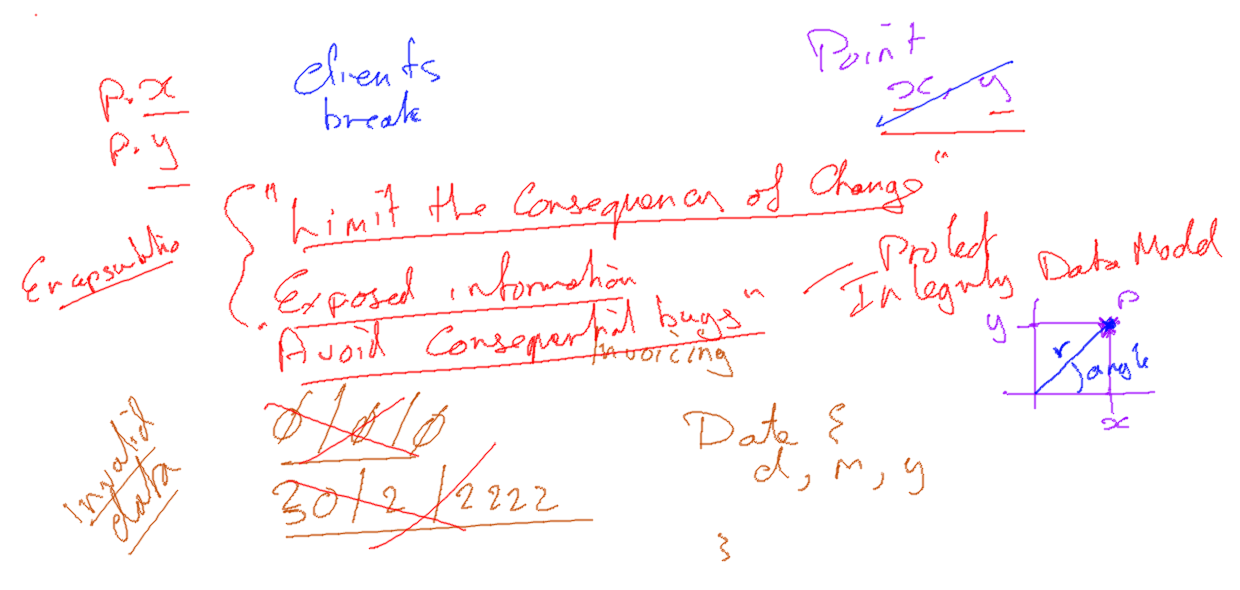 Point
Clients
break
p.x
p.y
x, y
"Limit the Consequences of Change"
Exposed information
"Avoid Consequential bugs"
Protect
Integrity Data Model
Invoicing
p
y
r
angle
x
Invalid
data
0/0/0
30/2/2222
Date {
d, m, y
}